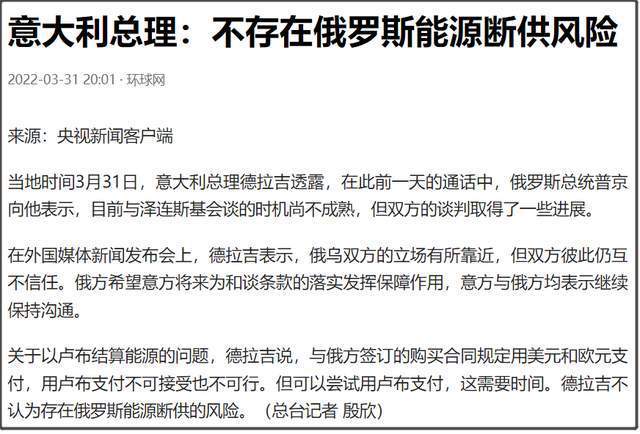 意大利总理：不存在俄罗斯能源断供风险
2022-03-31 20:01 · 环球网
来源：央视新闻客户端
当地时间3月31日，意大利总理德拉吉透露，在此前一天的通话中，俄罗斯总统普京
向他表示，目前与泽连斯基会谈的时机尚不成熟，但双方的谈判取得了一些进展。
在外国媒体新闻发布会上，德拉吉表示，俄乌双方的立场有所靠近，但双方彼此仍互
不信任。俄方希望意方将来为和谈条款的落实发挥保障作用，意方与俄方均表示继续
保持沟通。
关于以卢布结算能源的问题，德拉吉说，与俄方签订的购买合同规定用美元和欧元支
付，用卢布支付不可接受也不可行。但可以尝试用卢布支付，这需要时间。德拉吉不
认为存在俄罗斯能源断供的风险。（总台记者 殷欣）